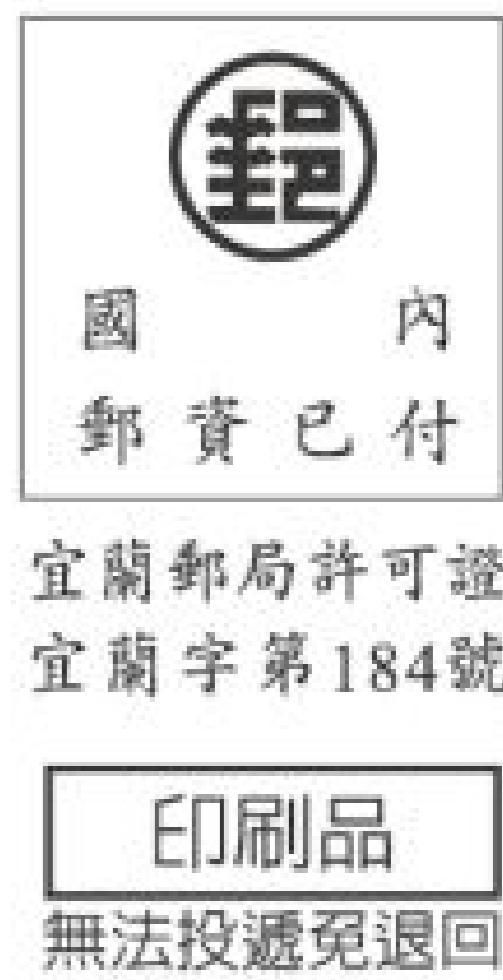 郵
國 內
郵資已付
宜蘭郵局許可證
宜蘭字第184號
印刷品
無法投遞免退回